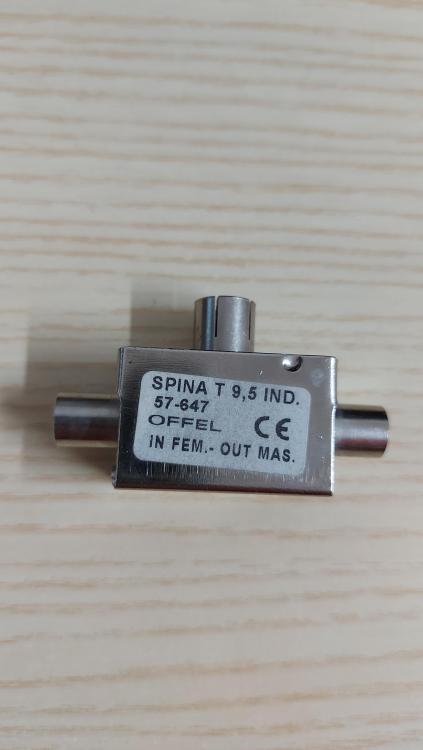 SPINA T 9,5 IND.
57-647
OFFEL CE
IN FEM.- OUT MAS.